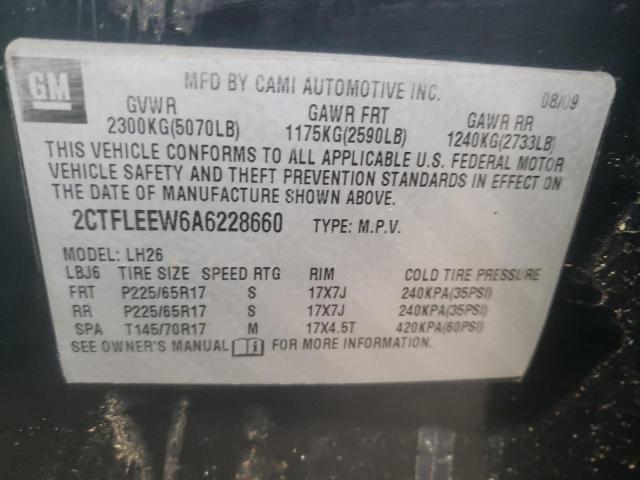 GM
MFD BY CAMI AUTOMOTIVE INC. 08/09
GVWR GAWR FRT GAWR RR
2300KG(5070LB) 1175KG(2590LB) 1240KG(2733LB)
THIS VEHICLE CONFORMS TO ALL APPLICABLE U.S. FEDERAL MOTOR
VEHICLE SAFETY AND THEFT PREVENTION STANDARDS IN EFFECT ON
THE DATE OF MANUFACTURE SHOWN ABOVE.
2CTFLEEW6A6228660 TYPE: M.P.V.
MODEL: LH26
LBJ6 TIRE SIZE SPEED RTG RIM COLD TIRE PRESSURE
FRT P225/65R17 S 17X7J 240KPA(35PSI)
RR P225/65R17 S 17X7J 240KPA(35PSI)
SPA T145/70R17 M 17X4.5T 420KPA(60PSI)
SEE OWNER'S MANUAL i FOR MORE INFORMATION.